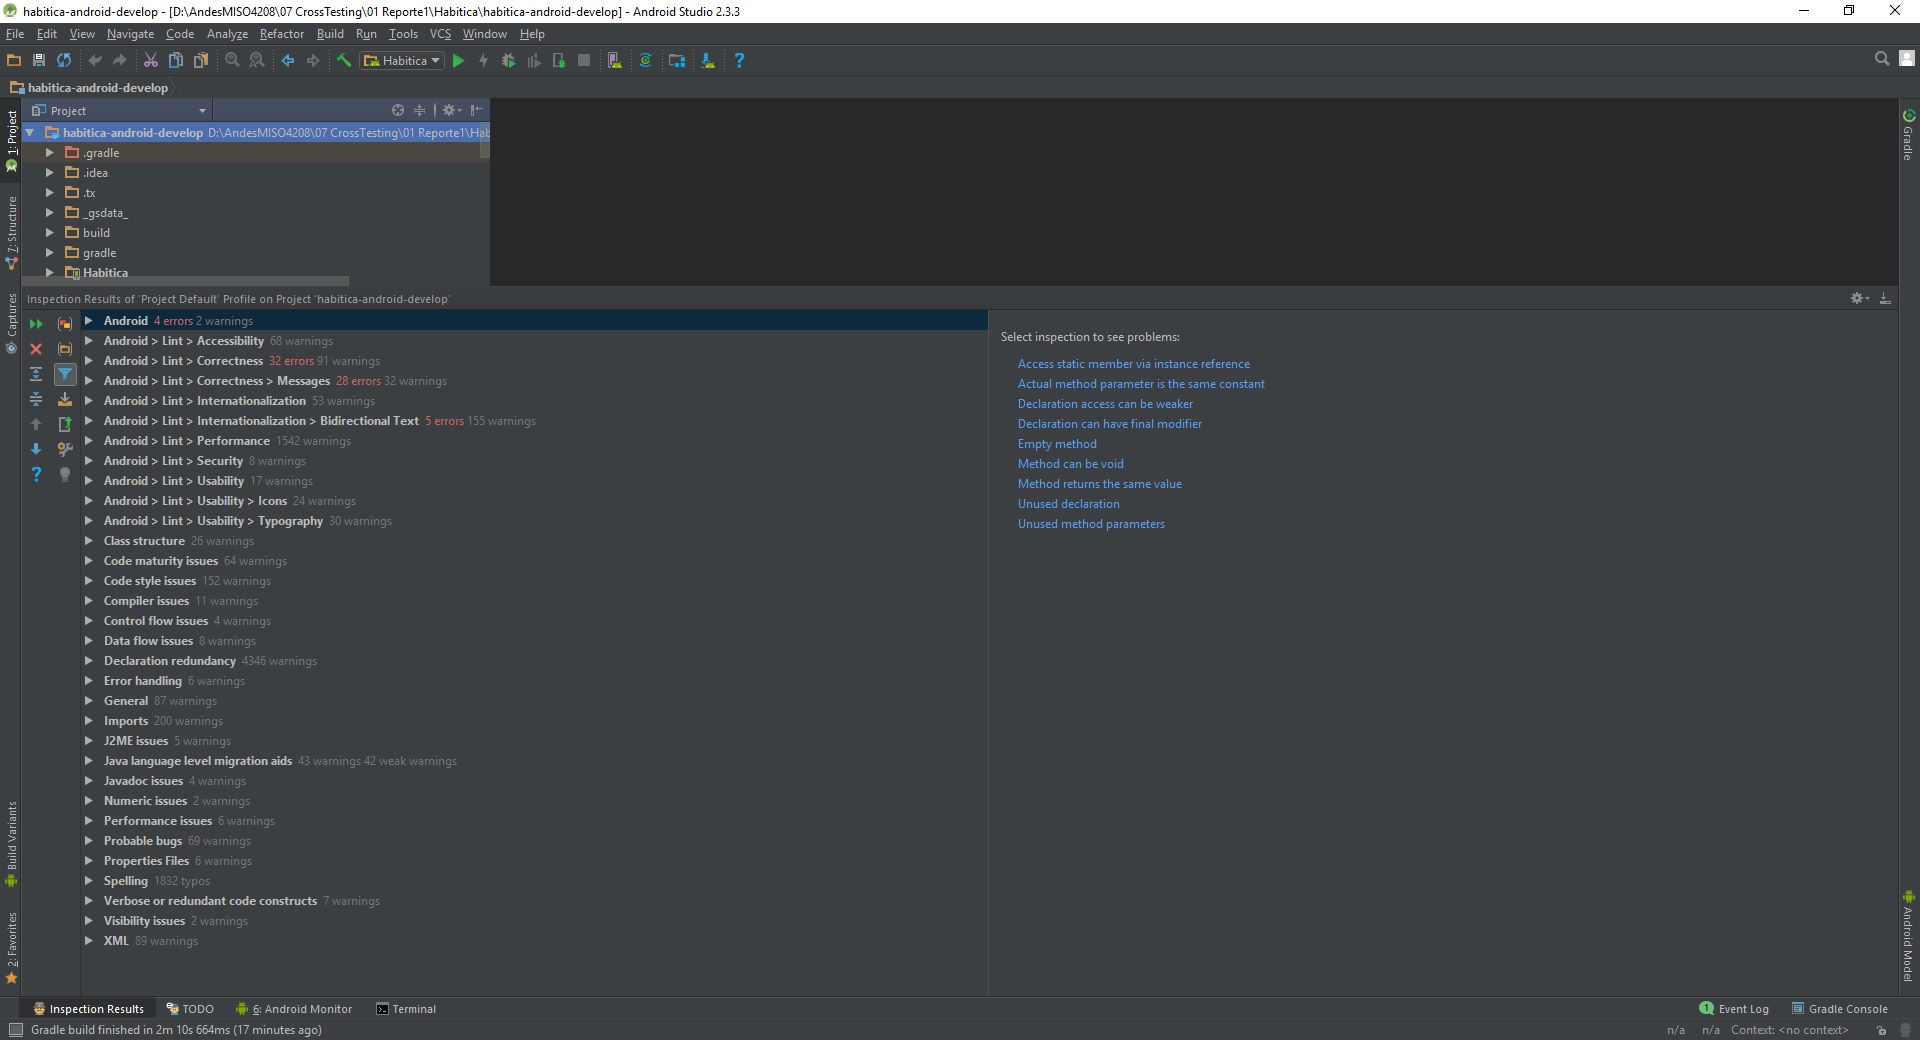 habitica-android-develop - [D:\AndesMISO4208\07 CrossTesting\01 Reporte1\Habitica\habitica-android-develop] - Android Studio 2.3.3
File Edit View Navigate Code Analyze Refactor Build Run Tools VCS Window Help
Habitica
habitica-android-develop
Project
habitica-android-develop D:\AndesMISO4208\07 CrossTesting\01 Reporte1\Hab
.gradle
.idea
.tx
_gsdata_
build
gradle
Habitica
1: Project
7: Structure
Captures
Build Variants
2: Favorites
Gradle
Android Model
Inspection Results of 'Project Default' Profile on Project 'habitica-android-develop'
Android 4 errors 2 warnings
Android > Lint > Accessibility 68 warnings
Android > Lint > Correctness 32 errors 91 warnings
Android > Lint > Correctness > Messages 28 errors 32 warnings
Android > Lint > Internationalization 53 warnings
Android > Lint > Internationalization > Bidirectional Text 5 errors 155 warnings
Android > Lint > Performance 1542 warnings
Android > Lint > Security 8 warnings
Android > Lint > Usability 17 warnings
Android > Lint > Usability > Icons 24 warnings
Android > Lint > Usability > Typography 30 warnings
Class structure 26 warnings
Code maturity issues 64 warnings
Code style issues 152 warnings
Compiler issues 11 warnings
Control flow issues 4 warnings
Data flow issues 8 warnings
Declaration redundancy 4346 warnings
Error handling 6 warnings
General 87 warnings
Imports 200 warnings
J2ME issues 5 warnings
Java language level migration aids 43 warnings 42 weak warnings
Javadoc issues 4 warnings
Numeric issues 2 warnings
Performance issues 6 warnings
Probable bugs 69 warnings
Properties Files 6 warnings
Spelling 1832 typos
Verbose or redundant code constructs 7 warnings
Visibility issues 2 warnings
XML 89 warnings
Select inspection to see problems:
Access static member via instance reference
Actual method parameter is the same constant
Declaration access can be weaker
Declaration can have final modifier
Empty method
Method can be void
Method returns the same value
Unused declaration
Unused method parameters
Inspection Results TODO 6: Android Monitor Terminal 1 Event Log Gradle Console
Gradle build finished in 2m 10s 664ms (17 minutes ago) n/a n/a Context: <no context>